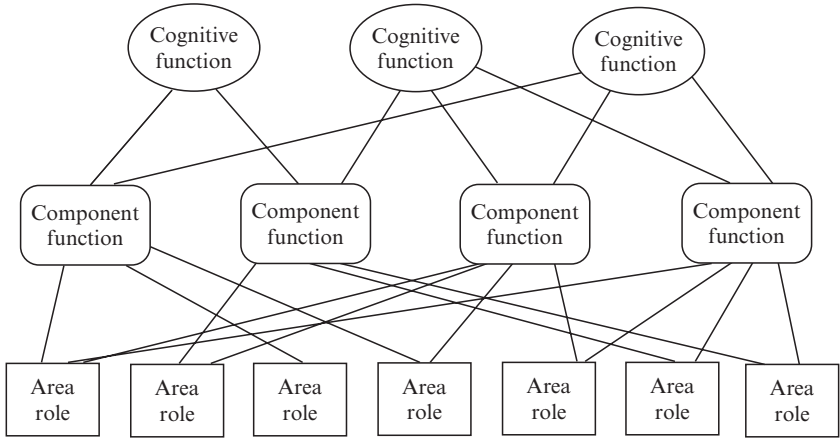 Cognitive
function
Cognitive
function
Cognitive
function
Component
function
Component
function
Component
function
Component
function
Area
role
Area
role
Area
role
Area
role
Area
role
Area
role
Area
role